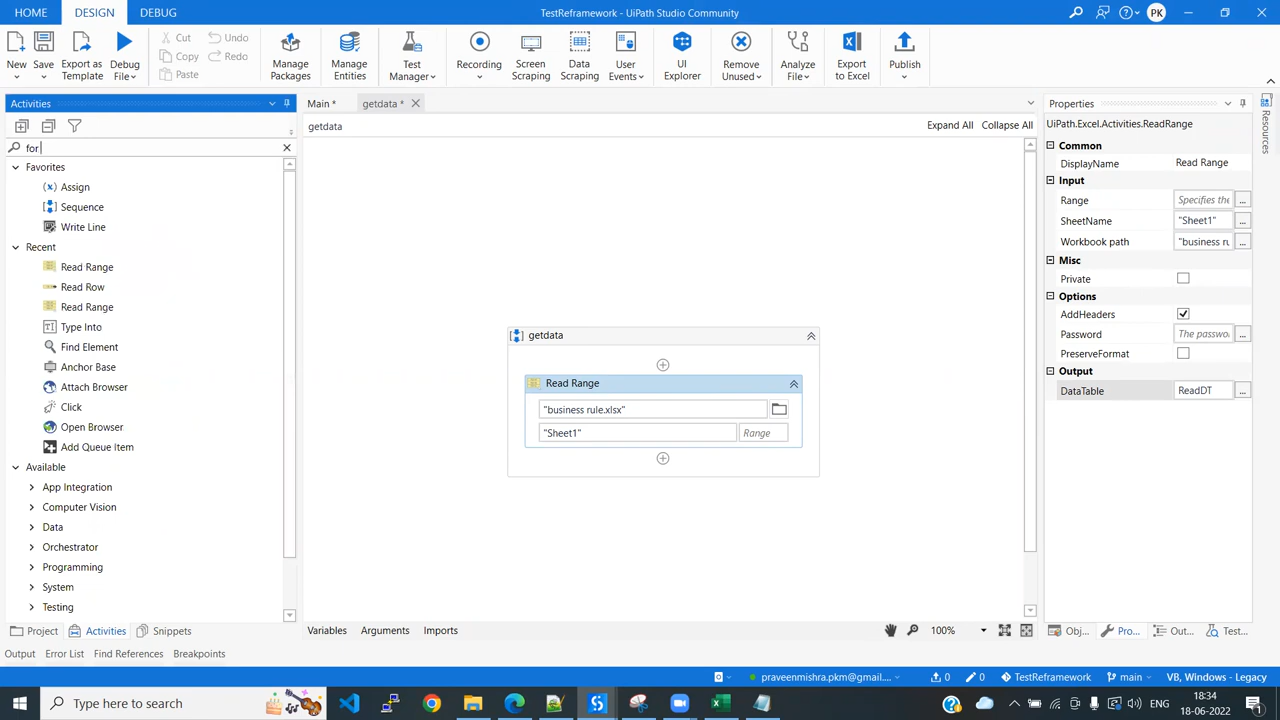 HOME DESIGN DEBUG TestReframework - UiPath Studio Community PK
New Save Export as Template Debug File Cut Copy Paste Undo Redo Manage Packages Manage Entities Test Manager Recording Screen Scraping Data Scraping User Events UI Explorer Remove Unused Analyze File Export to Excel Publish
Activities
for
Favorites
Assign
Sequence
Write Line
Recent
Read Range
Read Row
Read Range
Type Into
Find Element
Anchor Base
Attach Browser
Click
Open Browser
Add Queue Item
Available
App Integration
Computer Vision
Data
Orchestrator
Programming
System
Testing
Project Activities Snippets
Main * getdata *
getdata Expand All Collapse All
getdata
Read Range
"business rule.xlsx"
"Sheet1" Range
Variables Arguments Imports 100%
Properties
UiPath.Excel.Activities.ReadRange
Common
DisplayName Read Range
Input
Range Specifies the
SheetName "Sheet1"
Workbook path "business ru
Misc
Private
Options
AddHeaders
Password The passwo
PreserveFormat
Output
DataTable ReadDT
Obj... Pro... Out... Test...
Resources
Output Error List Find References Breakpoints
praveenmishra.pkm@gmail.... 0 0 TestReframework main VB, Windows - Legacy
Type here to search ENG 18:34 18-06-2022 1